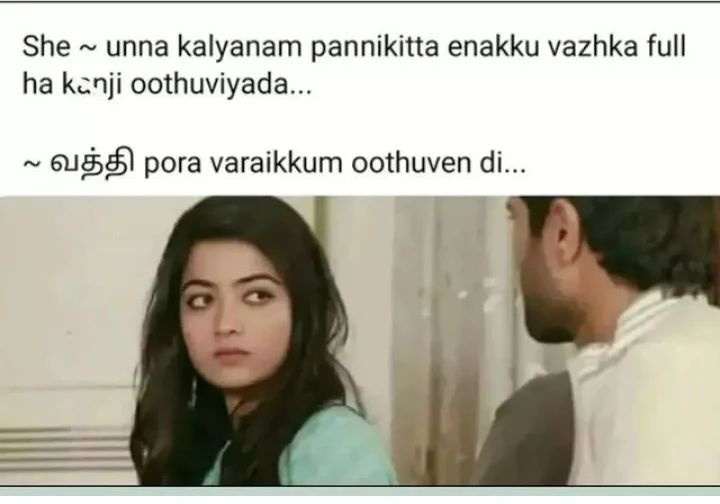 She ~ unna kalyanam pannikitta enakku vazhka full
ha kanji oothuviyada...
~ வத்தி pora varaikkum oothuven di...